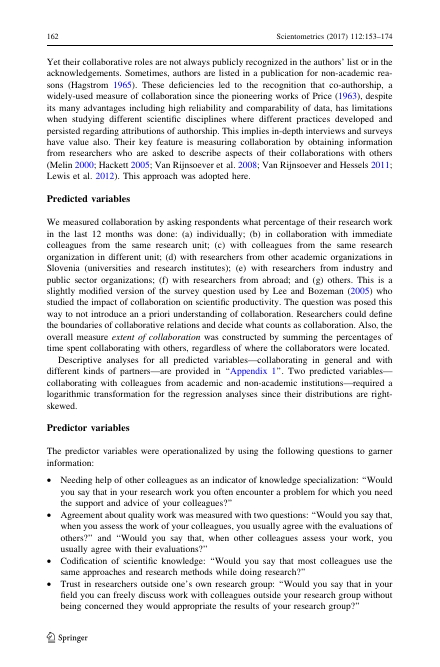 162 Scientometrics (2017) 112:153–174
Yet their collaborative roles are not always publicly recognized in the authors' list or in the
acknowledgements. Sometimes, authors are listed in a publication for non-academic rea-
sons (Hagstrom 1965). These deficiencies led to the recognition that co-authorship, a
widely-used measure of collaboration since the pioneering works of Price (1963), despite
its many advantages including high reliability and comparability of data, has limitations
when studying different scientific disciplines where different practices developed and
persisted regarding attributions of authorship. This implies in-depth interviews and surveys
have value also. Their key feature is measuring collaboration by obtaining information
from researchers who are asked to describe aspects of their collaborations with others
(Melin 2000; Hackett 2005; Van Rijnsoever et al. 2008; Van Rijnsoever and Hessels 2011;
Lewis et al. 2012). This approach was adopted here.
Predicted variables
We measured collaboration by asking respondents what percentage of their research work
in the last 12 months was done: (a) individually; (b) in collaboration with immediate
colleagues from the same research unit; (c) with colleagues from the same research
organization in different unit; (d) with researchers from other academic organizations in
Slovenia (universities and research institutes); (e) with researchers from industry and
public sector organizations; (f) with researchers from abroad; and (g) others. This is a
slightly modified version of the survey question used by Lee and Bozeman (2005) who
studied the impact of collaboration on scientific productivity. The question was posed this
way to not introduce an a priori understanding of collaboration. Researchers could define
the boundaries of collaborative relations and decide what counts as collaboration. Also, the
overall measure extent of collaboration was constructed by summing the percentages of
time spent collaborating with others, regardless of where the collaborators were located.
Descriptive analyses for all predicted variables—collaborating in general and with
different kinds of partners—are provided in “Appendix 1”. Two predicted variables—
collaborating with colleagues from academic and non-academic institutions—required a
logarithmic transformation for the regression analyses since their distributions are right-
skewed.
Predictor variables
The predictor variables were operationalized by using the following questions to garner
information:
• Needing help of other colleagues as an indicator of knowledge specialization: “Would
you say that in your research work you often encounter a problem for which you need
the support and advice of your colleagues?”
• Agreement about quality work was measured with two questions: “Would you say that,
when you assess the work of your colleagues, you usually agree with the evaluations of
others?” and “Would you say that, when other colleagues assess your work, you
usually agree with their evaluations?”
• Codification of scientific knowledge: “Would you say that most colleagues use the
same approaches and research methods while doing research?”
• Trust in researchers outside one's own research group: “Would you say that in your
field you can freely discuss work with colleagues outside your research group without
being concerned they would appropriate the results of your research group?”
Springer